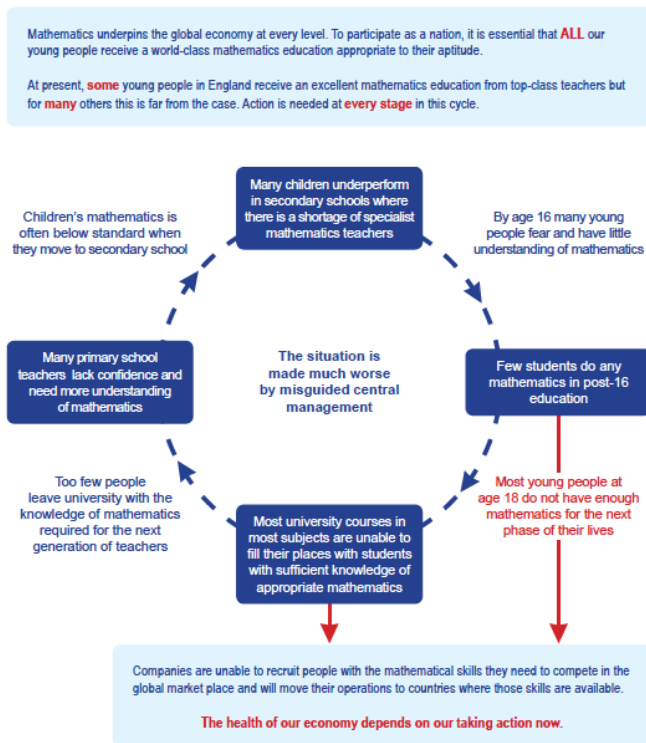 Mathematics underpins the global economy at every level. To participate as a nation, it is essential that ALL our
young people receive a world-class mathematics education appropriate to their aptitude.
At present, some young people in England receive an excellent mathematics education from top-class teachers but
for many others this is far from the case. Action is needed at every stage in this cycle.
Many children underperform
in secondary schools where
there is a shortage of specialist
mathematics teachers
Children's mathematics is
often below standard when
they move to secondary school
By age 16 many young
people fear and have little
understanding of mathematics
Many primary school
teachers lack confidence and
need more understanding
of mathematics
The situation is
made much worse
by misguided central
management
Few students do any
mathematics in post-16
education
Too few people
leave university with the
knowledge of mathematics
required for the next
generation of teachers
Most university courses in
most subjects are unable to
fill their places with students
with sufficient knowledge of
appropriate mathematics
Most young people at
age 18 do not have enough
mathematics for the next
phase of their lives
Companies are unable to recruit people with the mathematical skills they need to compete in the
global market place and will move their operations to countries where those skills are available.
The health of our economy depends on our taking action now.